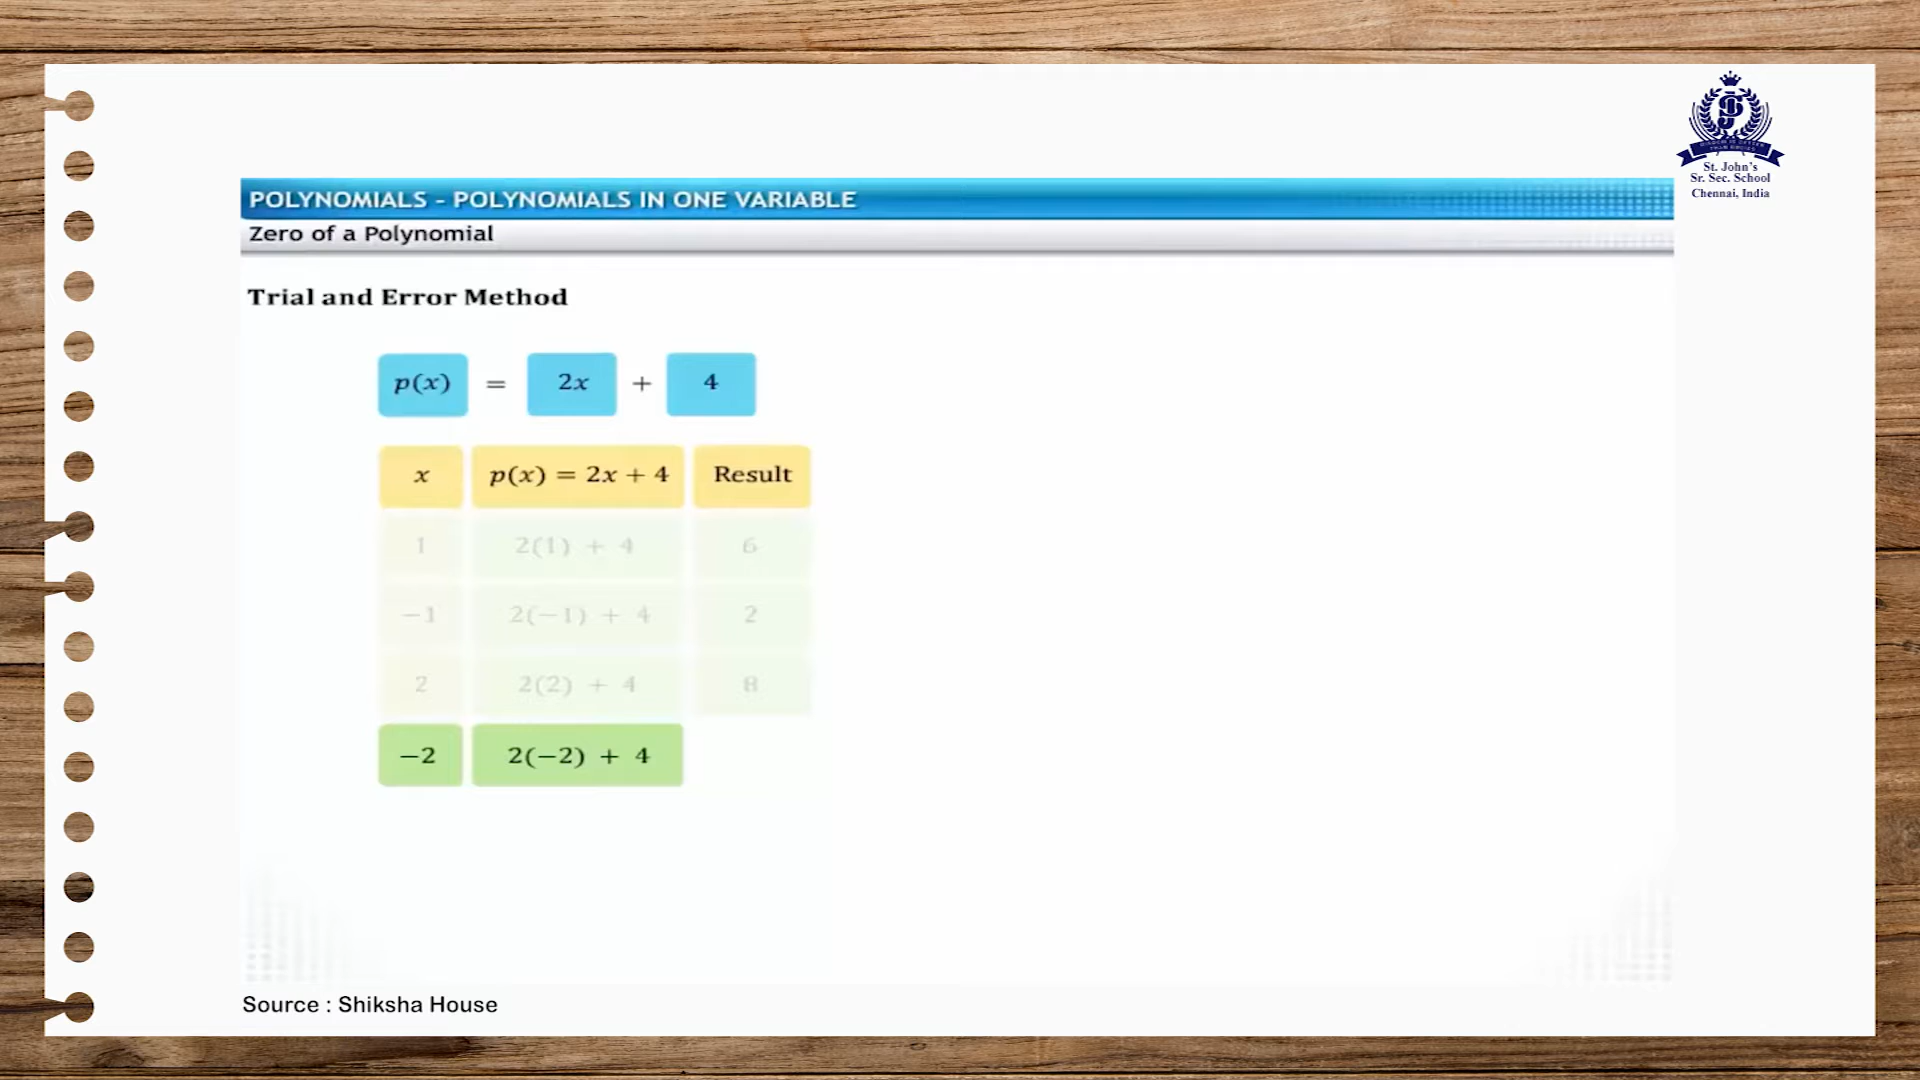 St. John's
Sr. Sec. School
Chennai, India
POLYNOMIALS - POLYNOMIALS IN ONE VARIABLE
Zero of a Polynomial
Trial and Error Method
p(x) = 2x + 4
x p(x) = 2x + 4 Result
1 2(1) + 4 6
−1 2(−1) + 4 2
2 2(2) + 4 8
−2 2(−2) + 4
Source : Shiksha House